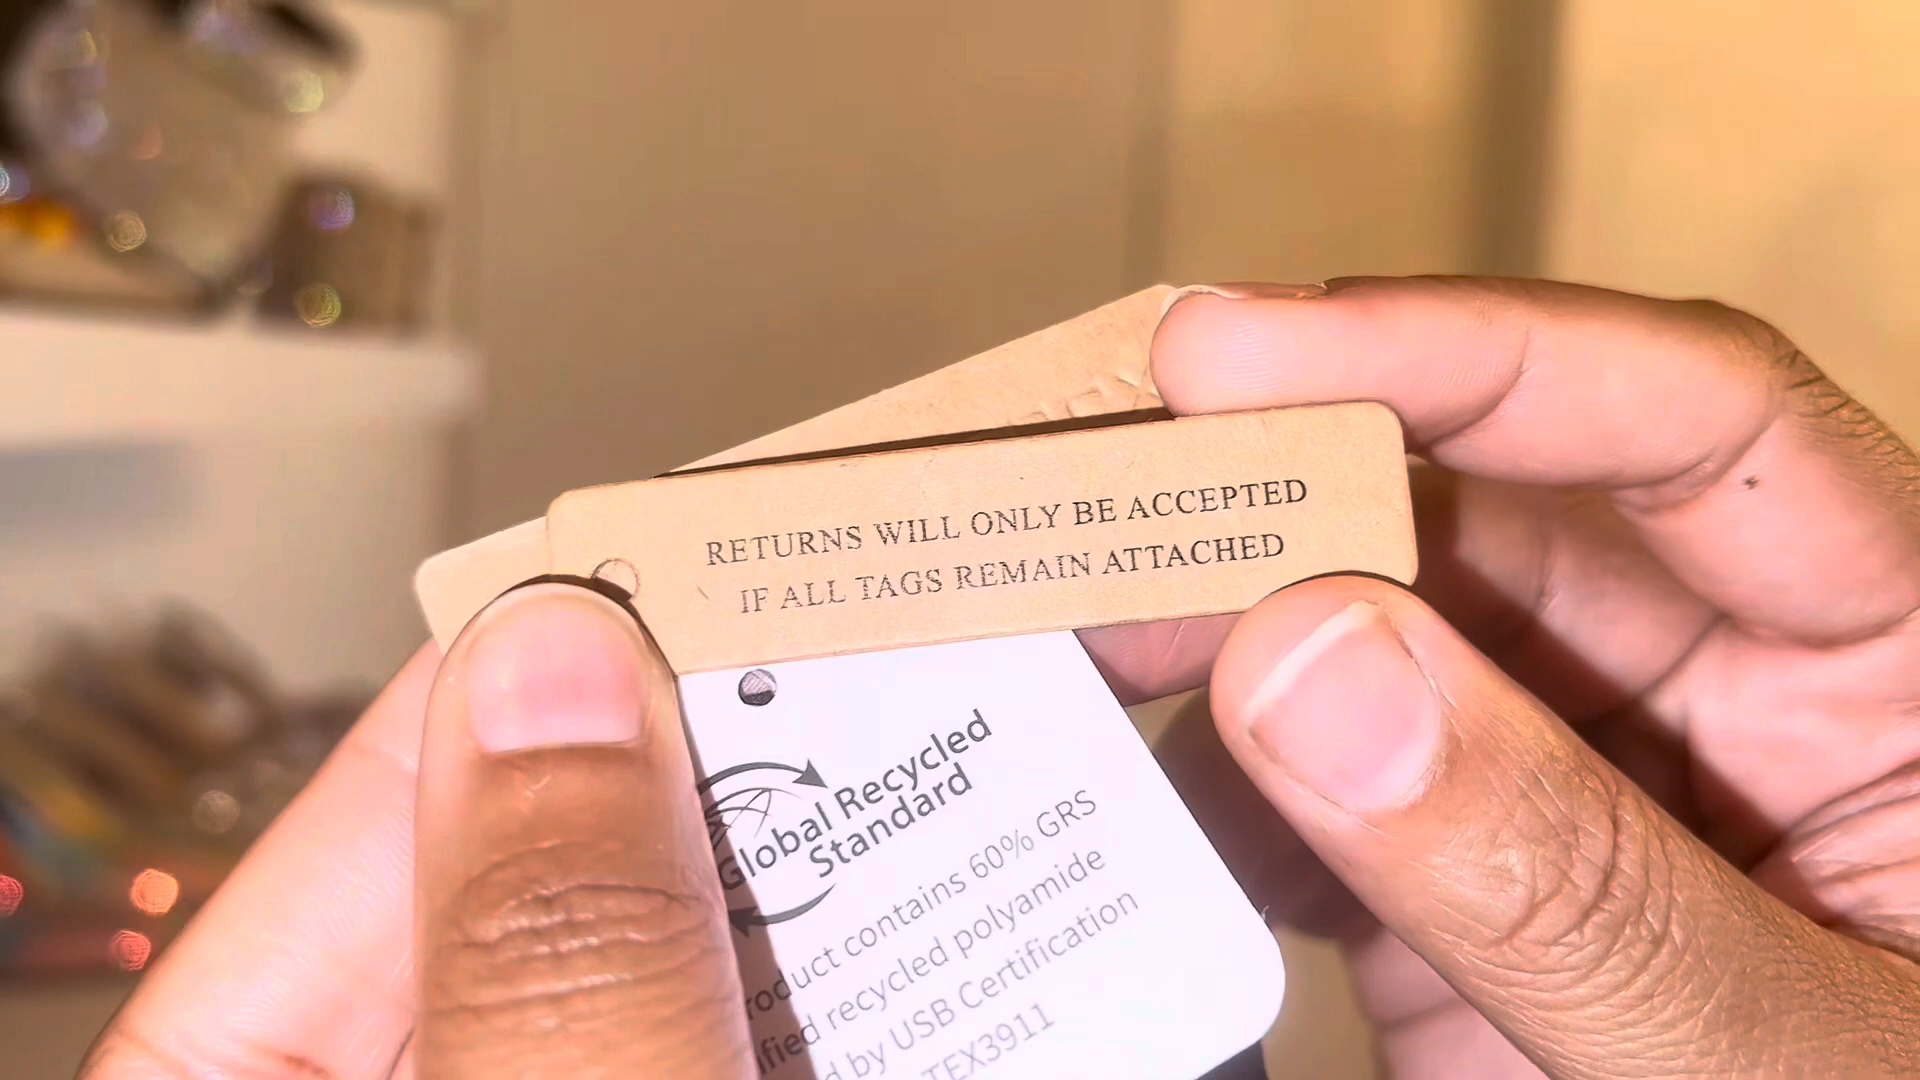 RETURNS WILL ONLY BE ACCEPTED
IF ALL TAGS REMAIN ATTACHED
Global Recycled
Standard
contains 60% GRS
recycled polyamide
by USB Certification
TEX3911